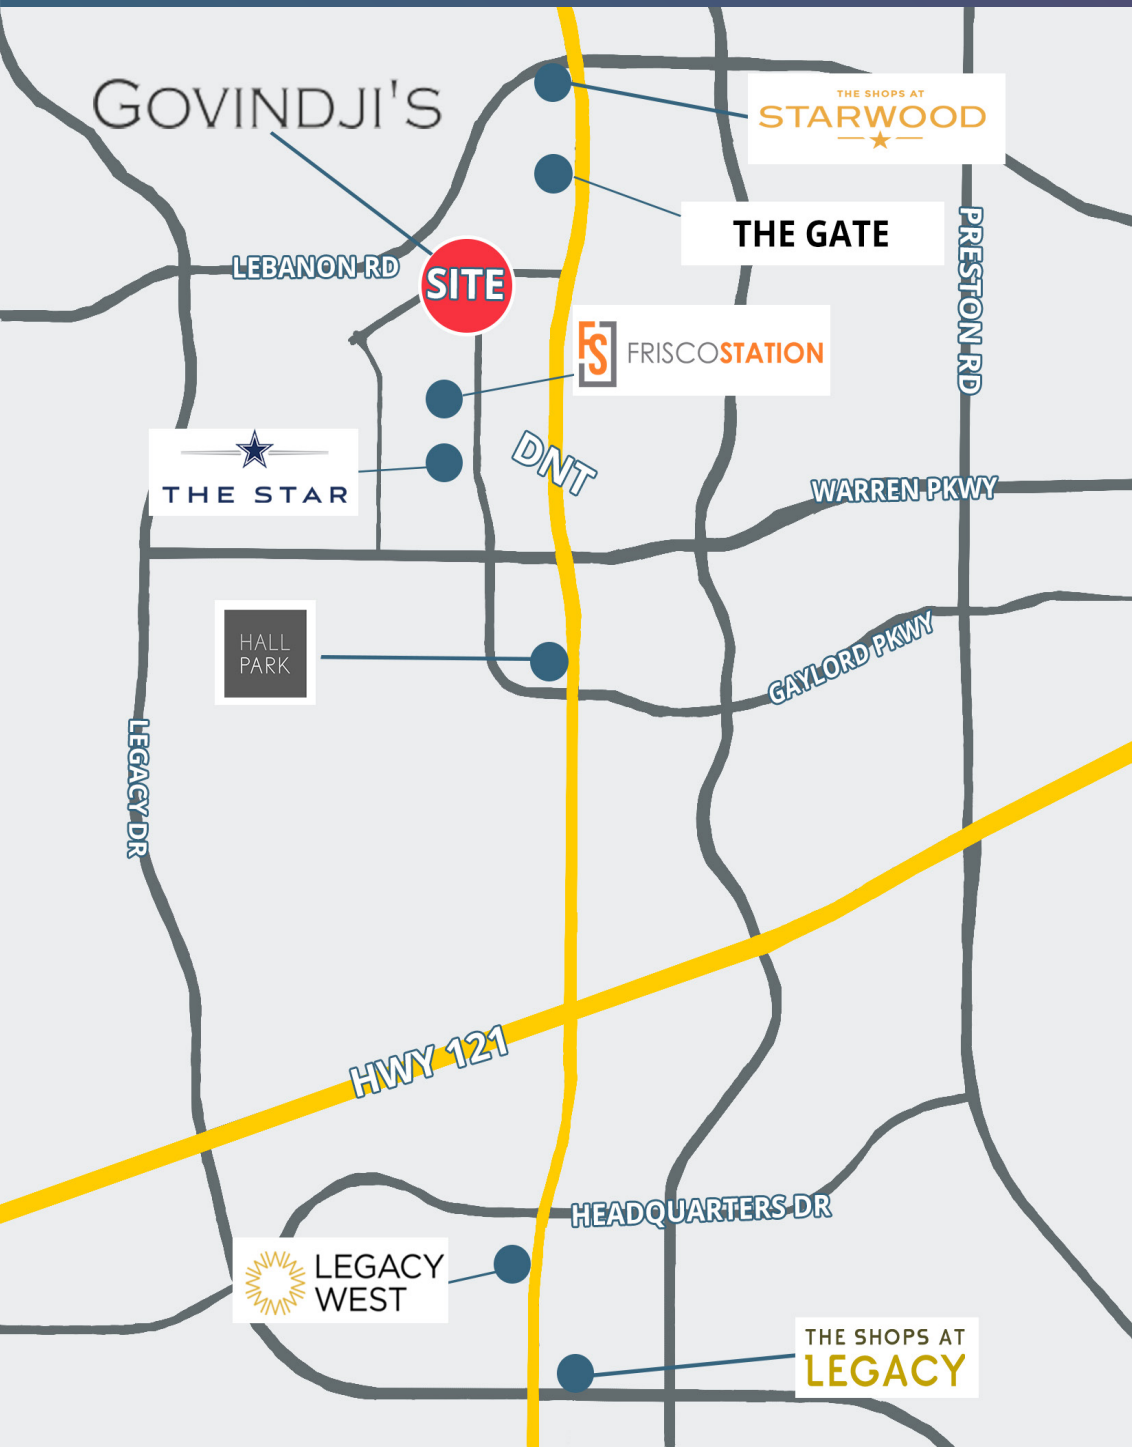 GOVINDJI'S
THE SHOPS AT
STARWOOD
THE GATE
LEBANON RD
SITE
PRESTON RD
FS FRISCOSTATION
THE STAR
DNT
WARREN PKWY
HALL
PARK
GAYLORD PKWY
LEGACY DR
HWY 121
HEADQUARTERS DR
LEGACY
WEST
THE SHOPS AT
LEGACY